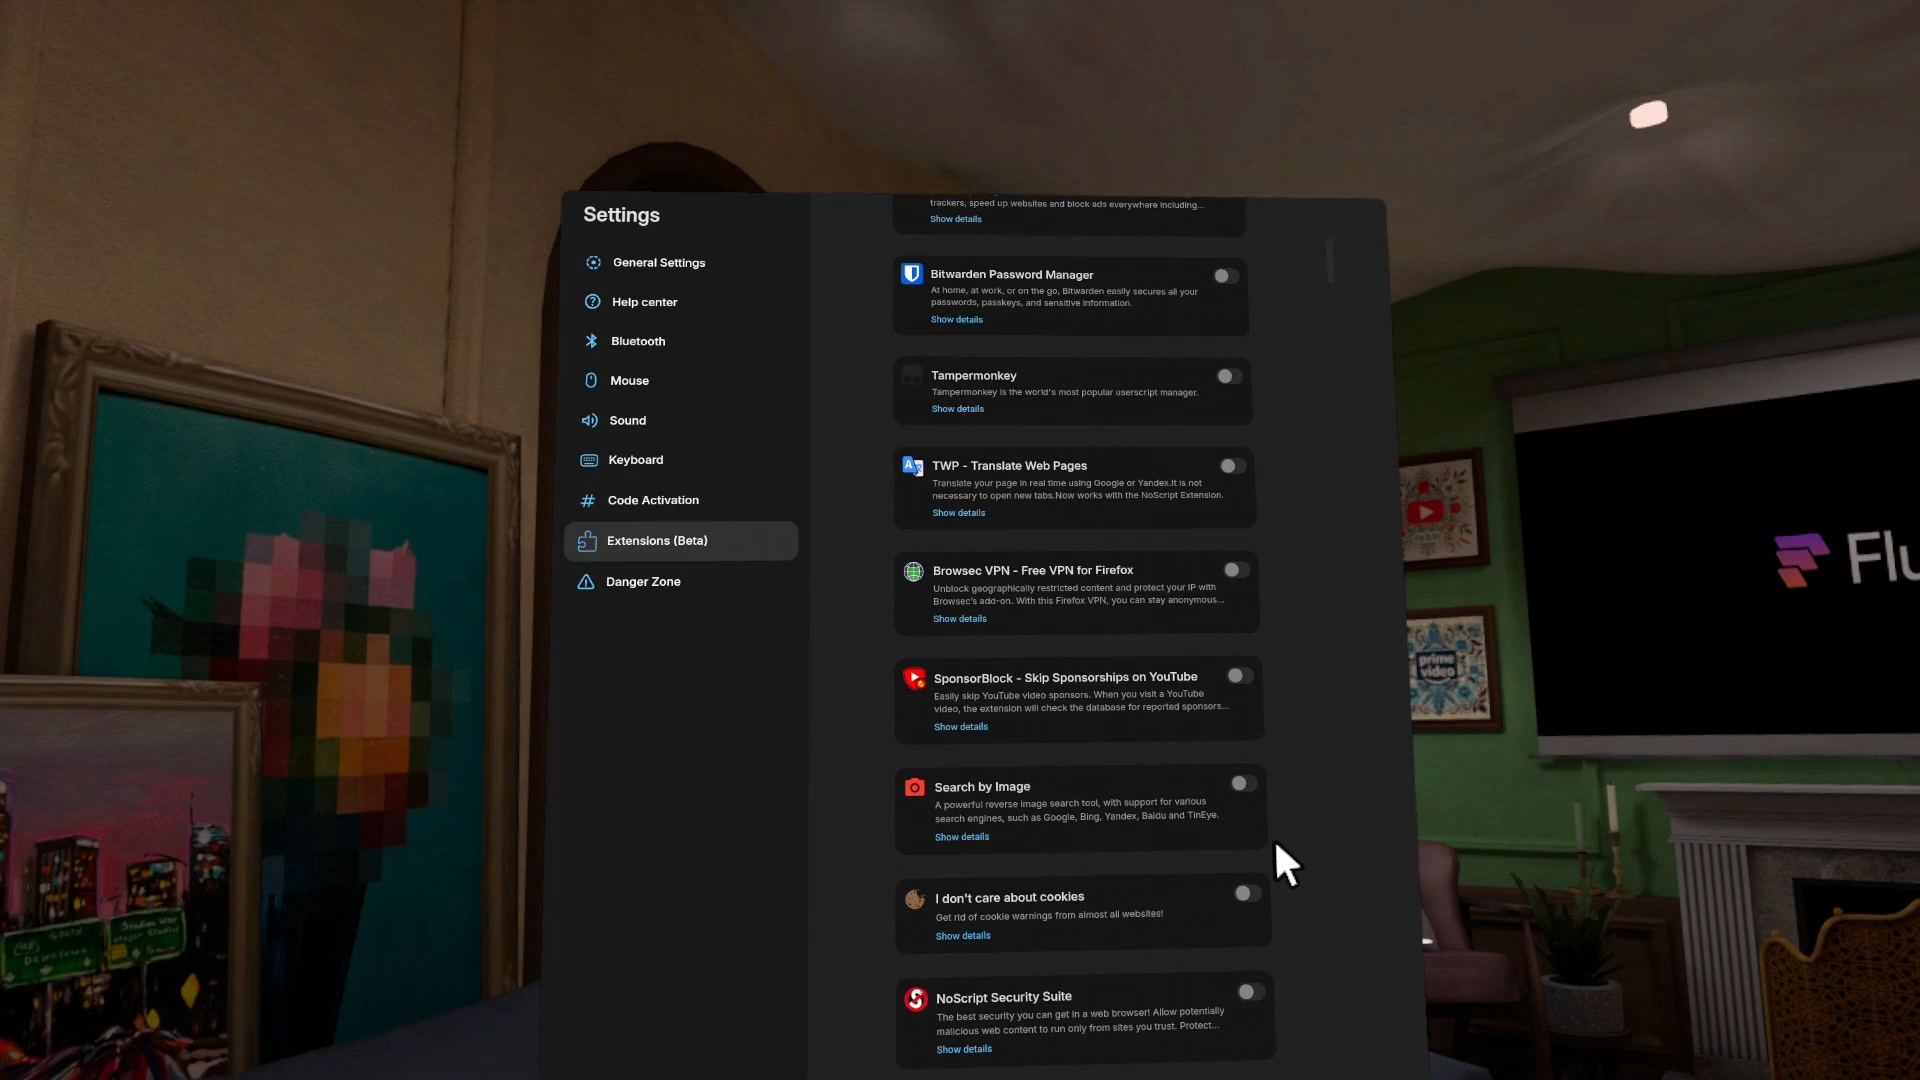 Settings
General Settings
Help center
Bluetooth
Mouse
Sound
Keyboard
Code Activation
Extensions (Beta)
Danger Zone
trackers, speed up websites and block ads everywhere including...
Show details
Bitwarden Password Manager
At home, at work, or on the go, Bitwarden easily secures all your
passwords, passkeys, and sensitive information.
Show details
Tampermonkey
Tampermonkey is the world's most popular userscript manager.
Show details
TWP - Translate Web Pages
Translate your page in real time using Google or Yandex.It is not
necessary to open new tabs.Now works with the NoScript Extension.
Show details
Browsec VPN - Free VPN for Firefox
Unblock geographically restricted content and protect your IP with
Browsec's add-on. With this Firefox VPN, you can stay anonymous...
Show details
SponsorBlock - Skip Sponsorships on YouTube
Easily skip YouTube video sponsors. When you visit a YouTube
video, the extension will check the database for reported sponsors...
Show details
Search by Image
A powerful reverse image search tool, with support for various
search engines, such as Google, Bing, Yandex, Baidu and TinEye.
Show details
I don't care about cookies
Get rid of cookie warnings from almost all websites!
Show details
NoScript Security Suite
The best security you can get in a web browser! Allow potentially
malicious web content to run only from sites you trust. Protect...
Show details
prime
video
Flu
Downtown